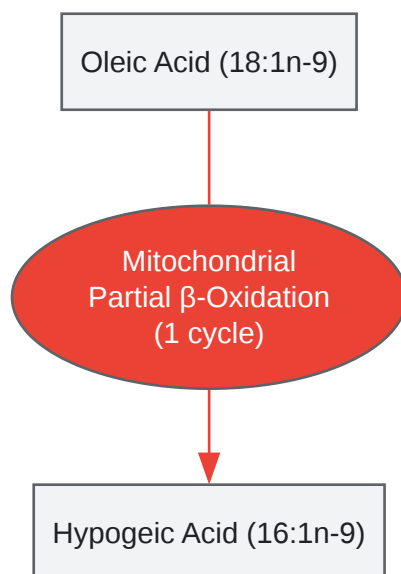 Oleic Acid (18:1n-9)
Mitochondrial
Partial β-Oxidation
(1 cycle)
Hypogeic Acid (16:1n-9)